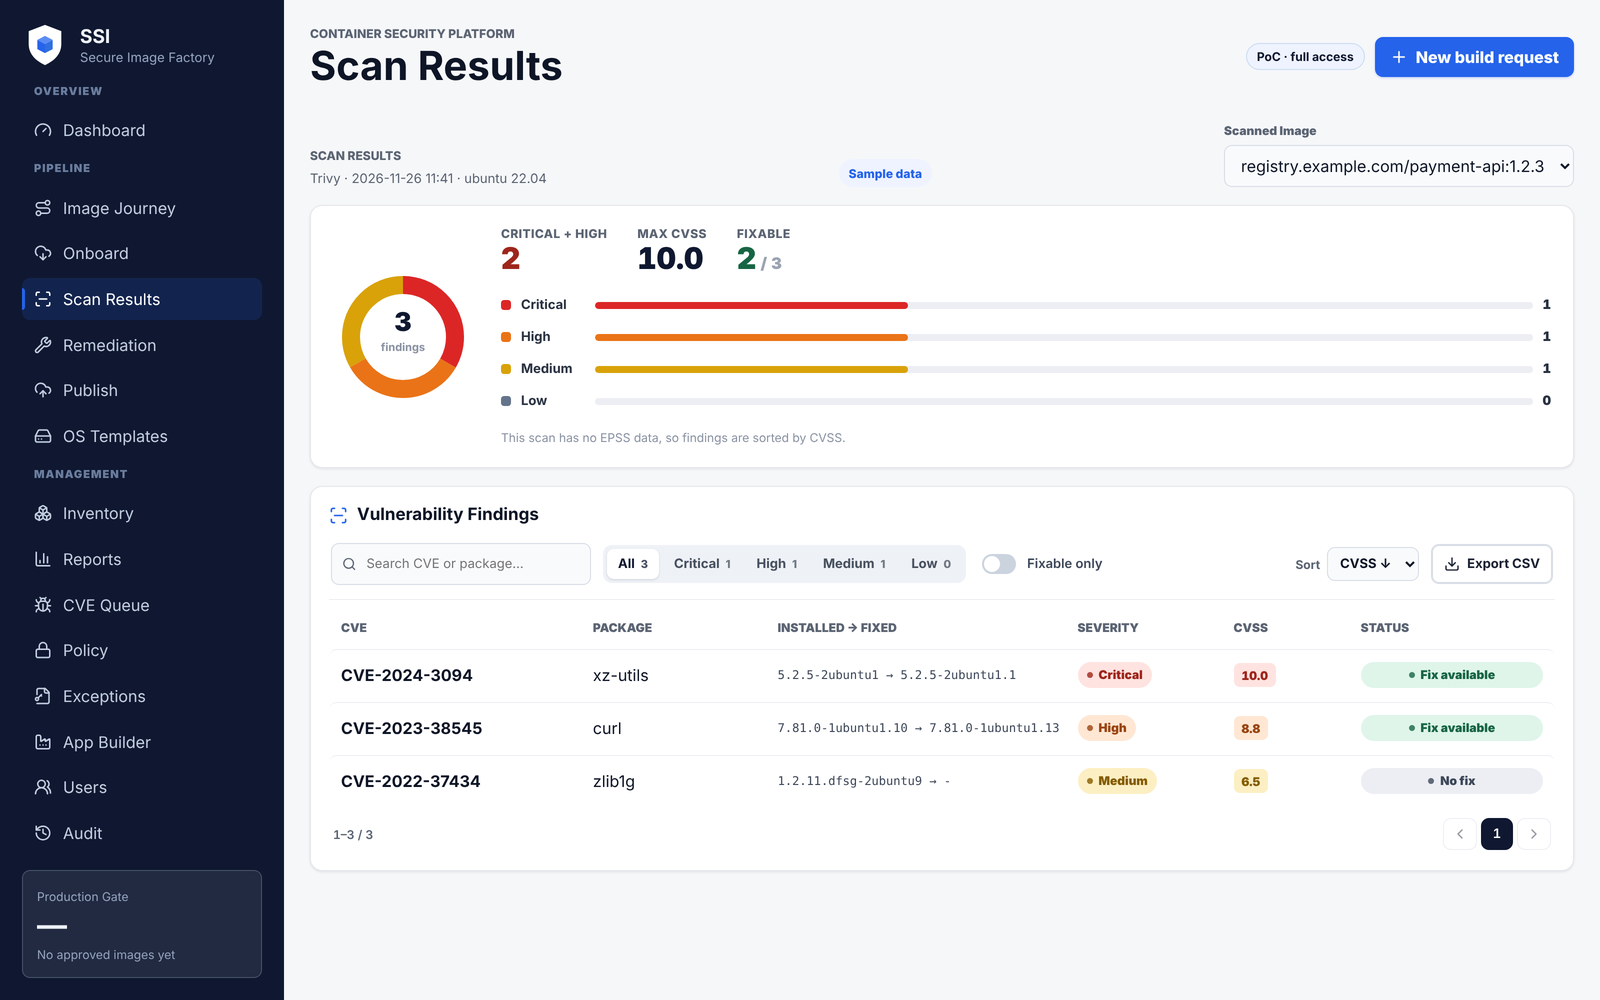 SSI
Secure Image Factory
OVERVIEW
Dashboard
PIPELINE
Image Journey
Onboard
Scan Results
Remediation
Publish
OS Templates
MANAGEMENT
Inventory
Reports
CVE Queue
Policy
Exceptions
App Builder
Users
Audit
Production Gate
—
No approved images yet
CONTAINER SECURITY PLATFORM
Scan Results
PoC · full access
+ New build request
SCAN RESULTS
Trivy · 2026-11-26 11:41 · ubuntu 22.04
Sample data
Scanned Image
registry.example.com/payment-api:1.2.3
3
findings
CRITICAL + HIGH MAX CVSS FIXABLE
2 10.0 2 / 3
Critical 1
High 1
Medium 1
Low 0
This scan has no EPSS data, so findings are sorted by CVSS.
Vulnerability Findings
Search CVE or package...
All 3 Critical 1 High 1 Medium 1 Low 0
Fixable only
Sort CVSS ↓
Export CSV
CVE PACKAGE INSTALLED → FIXED SEVERITY CVSS STATUS
CVE-2024-3094 xz-utils 5.2.5-2ubuntu1 → 5.2.5-2ubuntu1.1 Critical 10.0 Fix available
CVE-2023-38545 curl 7.81.0-1ubuntu1.10 → 7.81.0-1ubuntu1.13 High 8.8 Fix available
CVE-2022-37434 zlib1g 1.2.11.dfsg-2ubuntu9 → - Medium 6.5 No fix
1–3 / 3
1